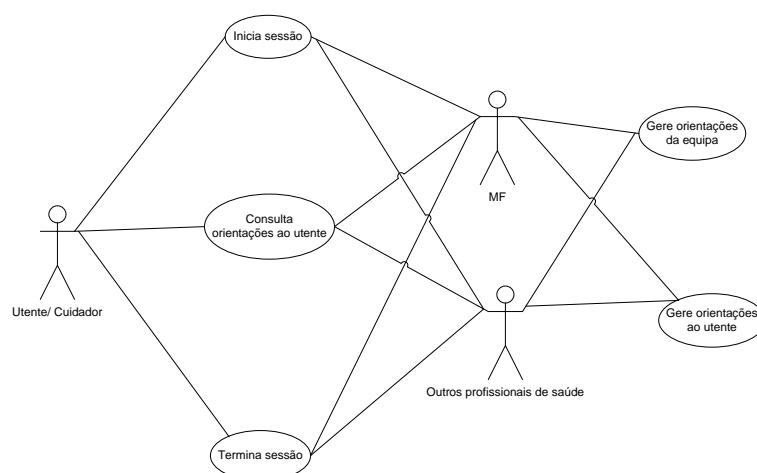 Inicia sessão
MF
Gere orientações
da equipa
Consulta
orientações ao utente
Utente/ Cuidador
Gere orientações
ao utente
Outros profissionais de saúde
Termina sessão